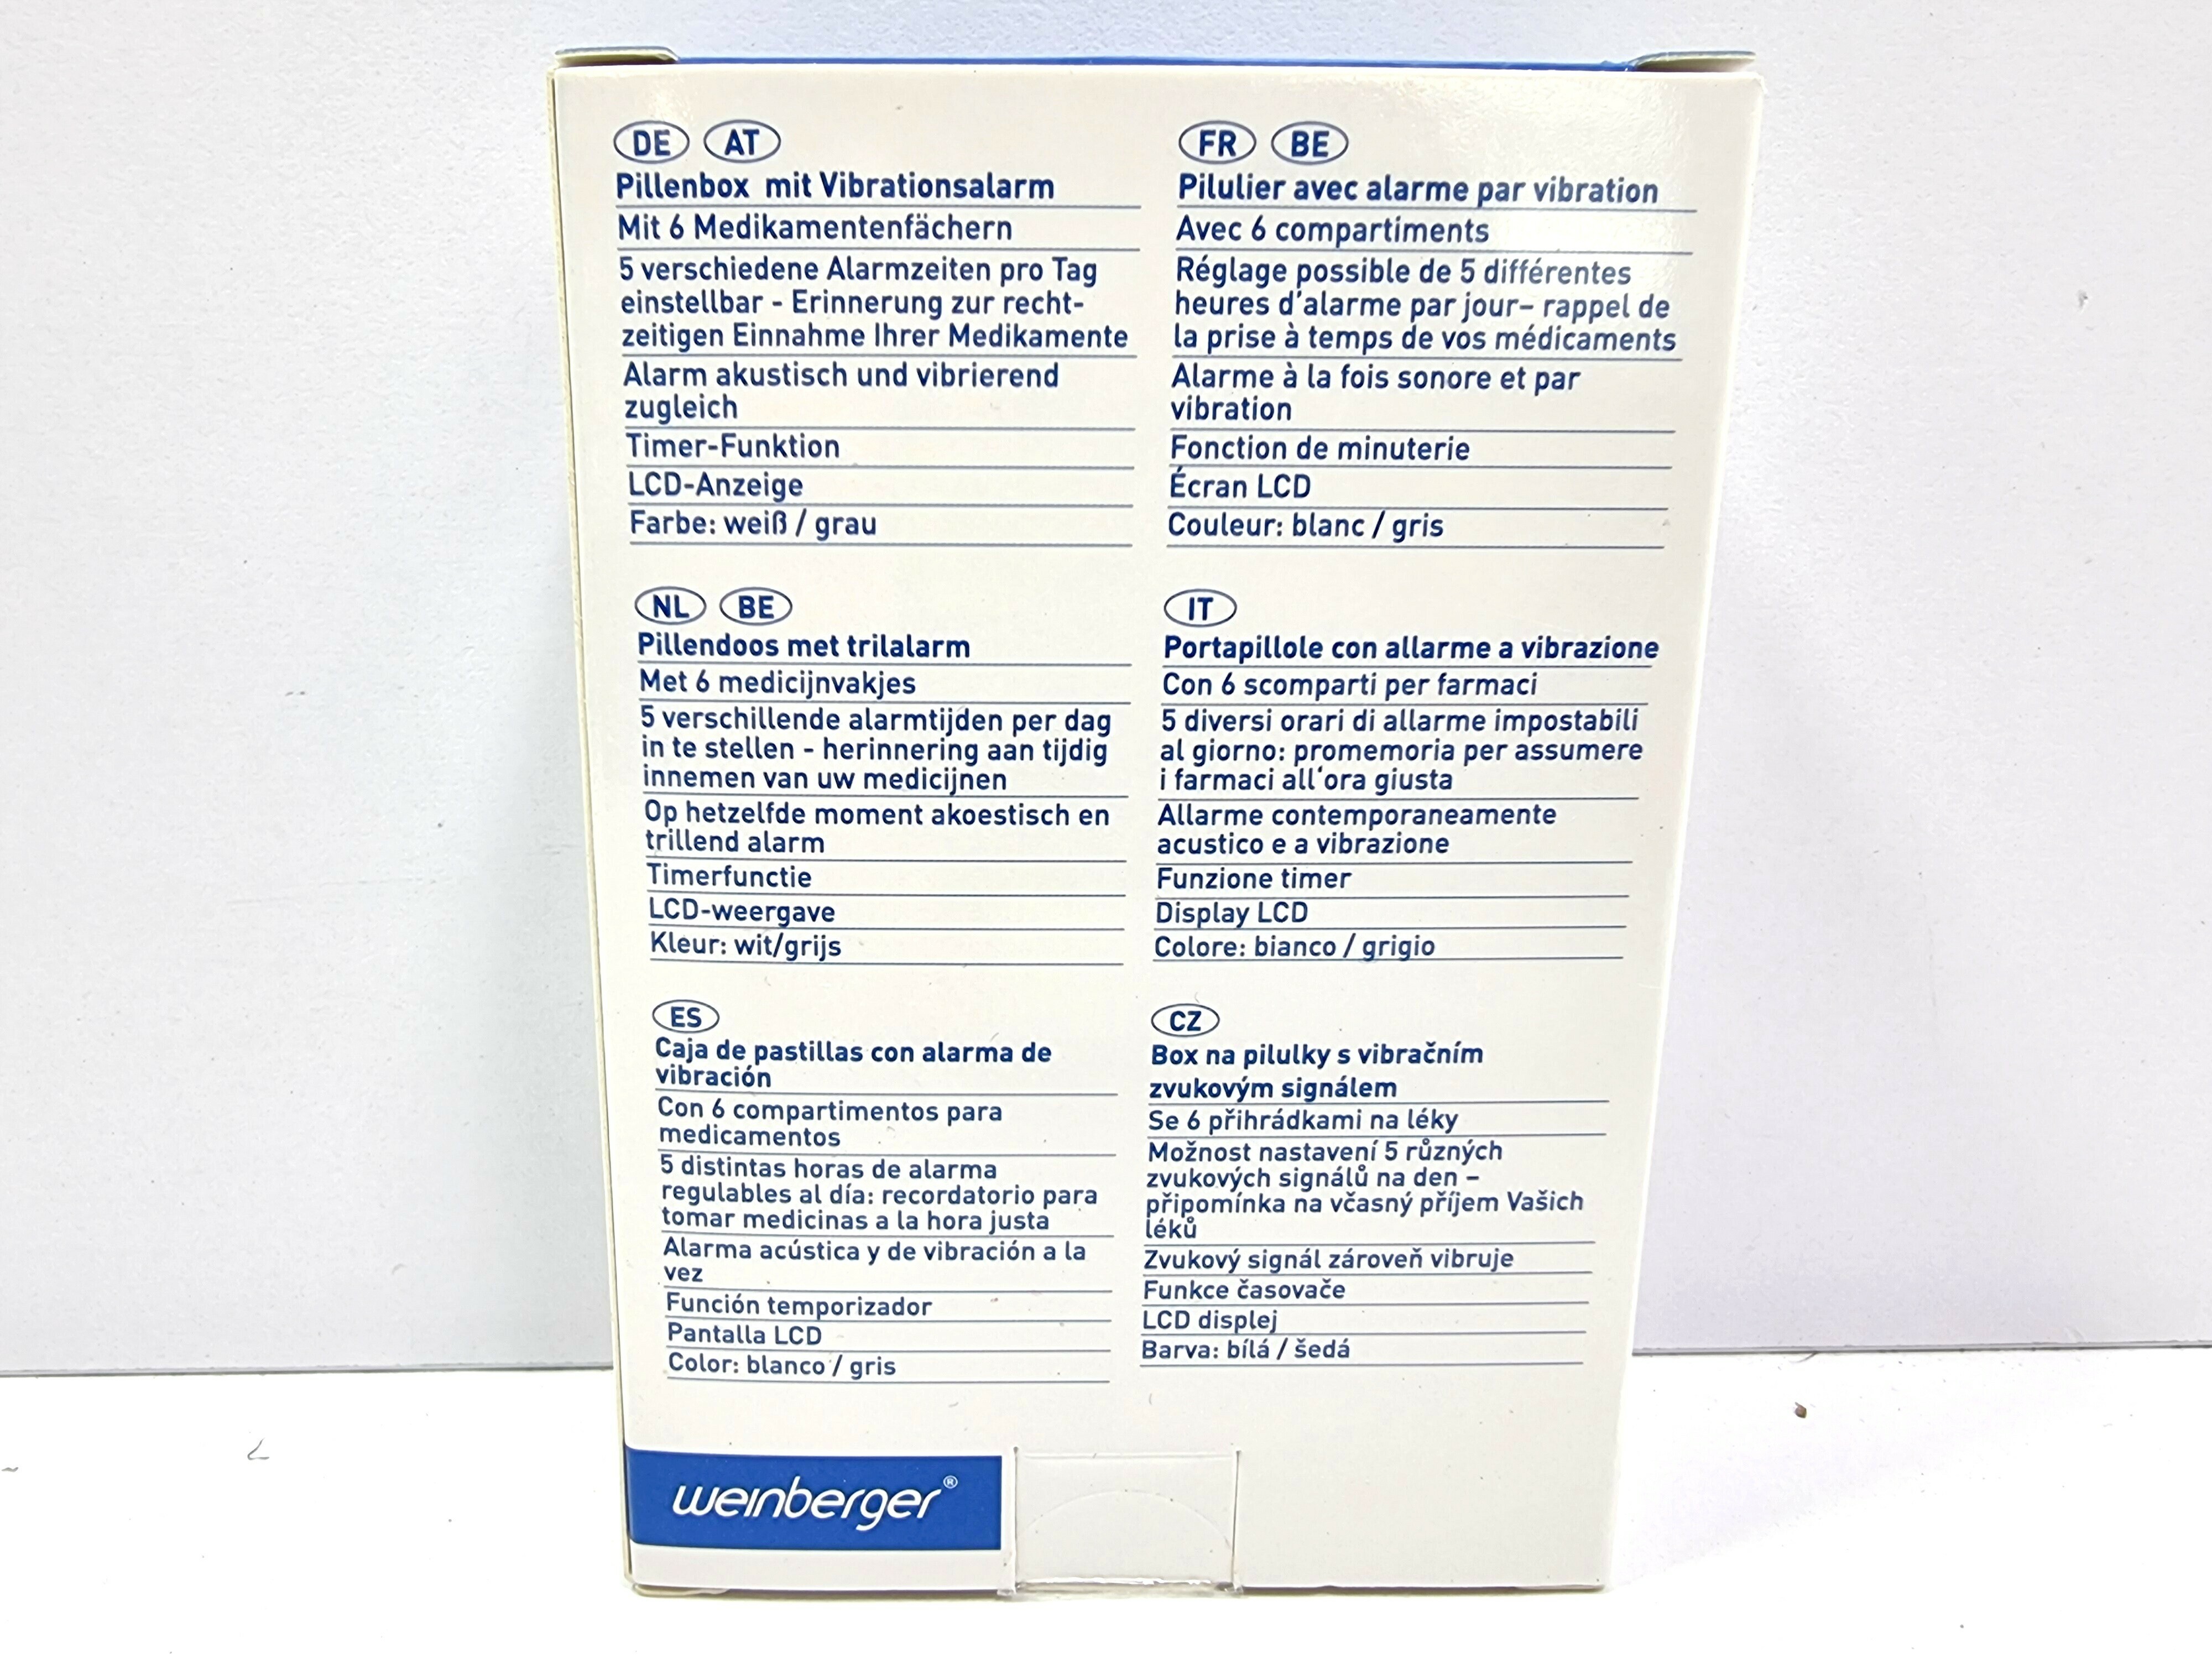 DE AT
Pillenbox mit Vibrationsalarm
Mit 6 Medikamentenfächern
5 verschiedene Alarmzeiten pro Tag
einstellbar - Erinnerung zur recht-
zeitigen Einnahme Ihrer Medikamente
Alarm akustisch und vibrierend
zugleich
Timer-Funktion
LCD-Anzeige
Farbe: weiß / grau
FR BE
Pilulier avec alarme par vibration
Avec 6 compartiments
Réglage possible de 5 différentes
heures d'alarme par jour– rappel de
la prise à temps de vos médicaments
Alarme à la fois sonore et par
vibration
Fonction de minuterie
Écran LCD
Couleur: blanc / gris
NL BE
Pillendoos met trilalarm
Met 6 medicijnvakjes
5 verschillende alarmtijden per dag
in te stellen - herinnering aan tijdig
innemen van uw medicijnen
Op hetzelfde moment akoestisch en
trillend alarm
Timerfunctie
LCD-weergave
Kleur: wit/grijs
IT
Portapillole con allarme a vibrazione
Con 6 scomparti per farmaci
5 diversi orari di allarme impostabili
al giorno: promemoria per assumere
i farmaci all'ora giusta
Allarme contemporaneamente
acustico e a vibrazione
Funzione timer
Display LCD
Colore: bianco / grigio
ES
Caja de pastillas con alarma de
vibración
Con 6 compartimentos para
medicamentos
5 distintas horas de alarma
regulables al día: recordatorio para
tomar medicinas a la hora justa
Alarma acústica y de vibración a la
vez
Función temporizador
Pantalla LCD
Color: blanco / gris
CZ
Box na pilulky s vibračním
zvukovým signálem
Se 6 přihrádkami na léky
Možnost nastavení 5 různých
zvukových signálů na den –
připomínka na včasný příjem Vašich
léků
Zvukový signál zároveň vibruje
Funkce časovače
LCD displej
Barva: bílá / šedá
weinberger®